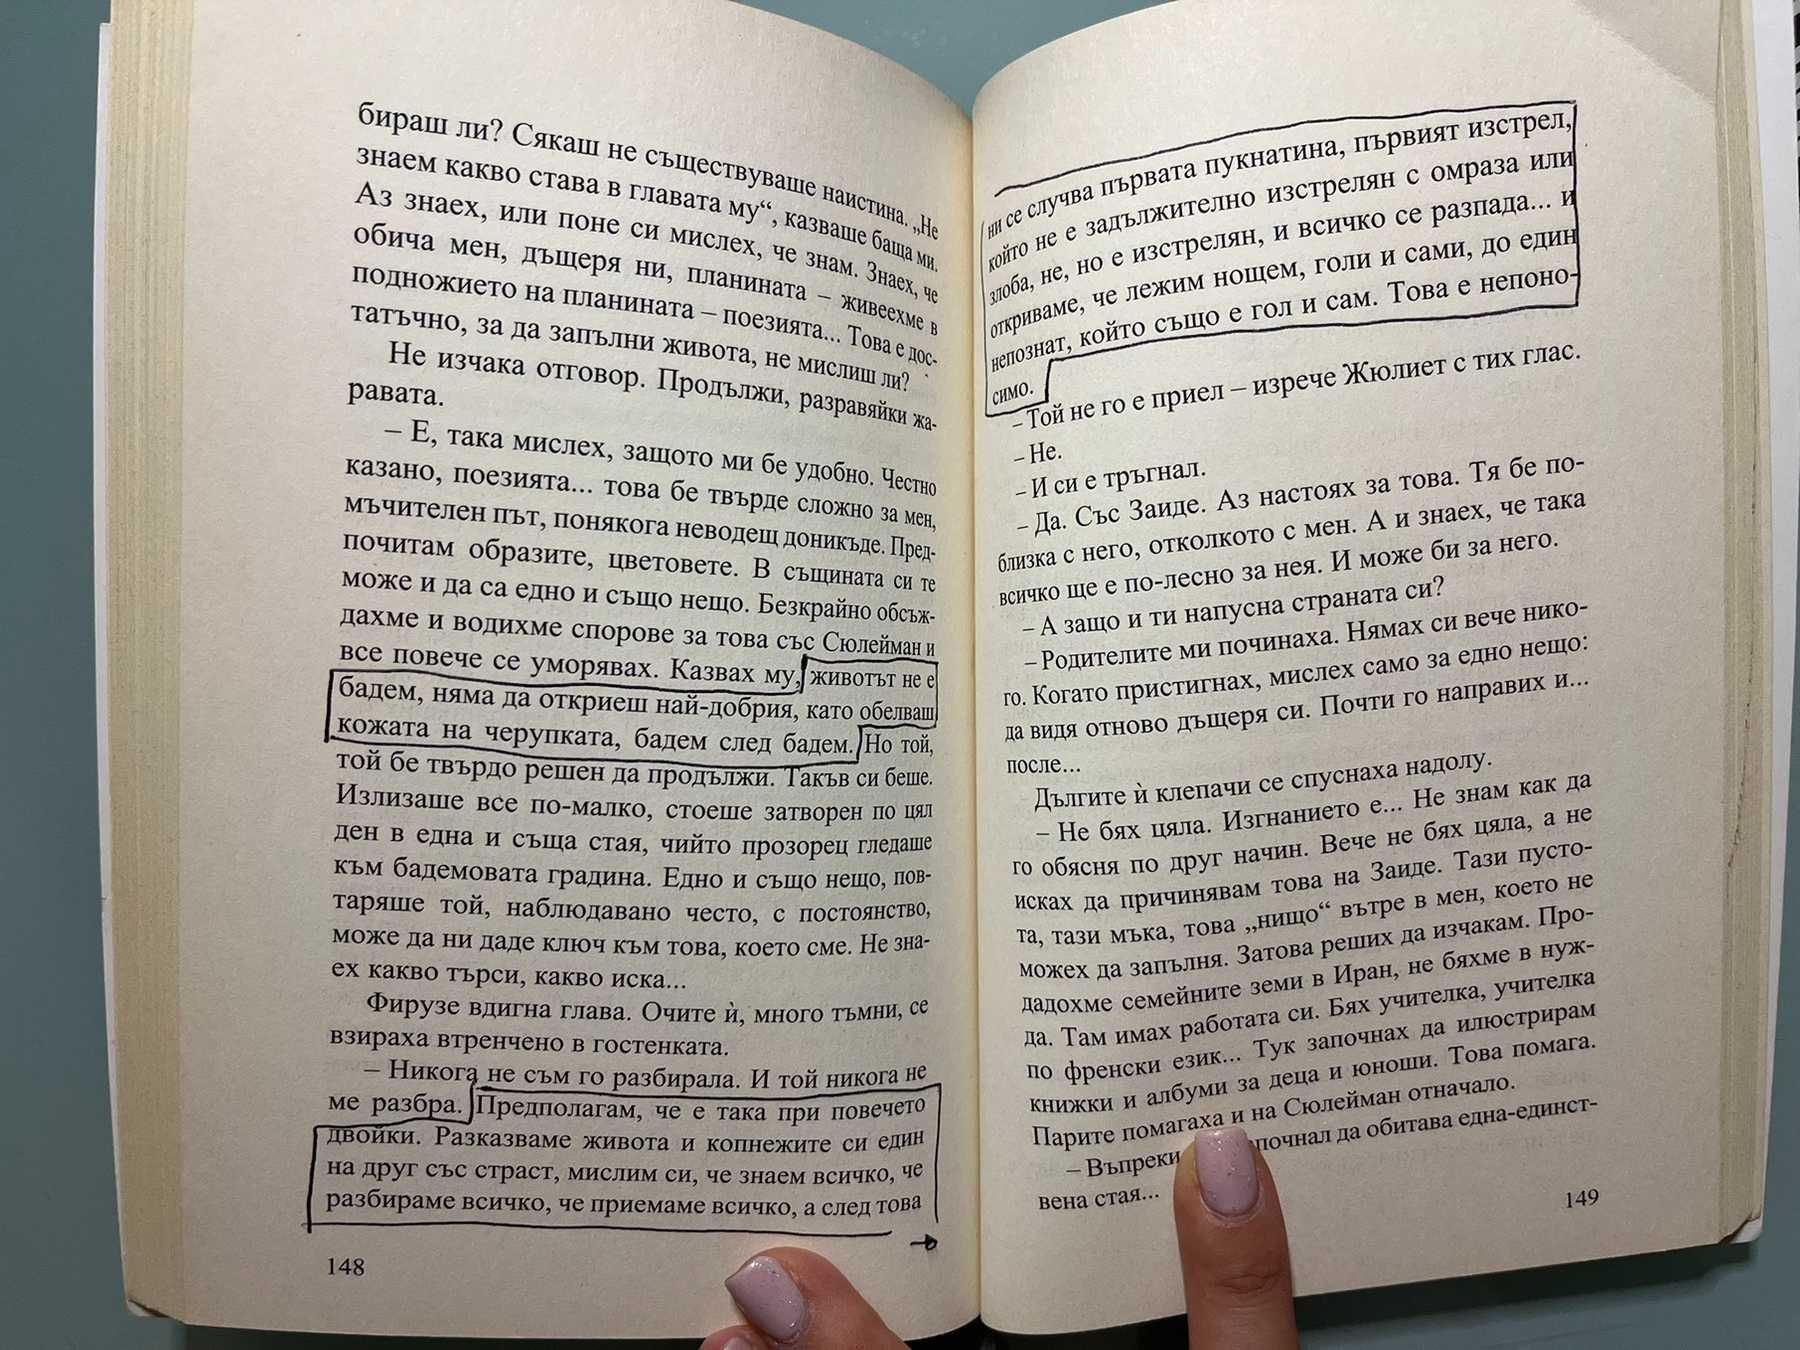 бираш ли? Сякаш не съществуваше наистина. „Не
знаем какво става в главата му“, казваше баща ми.
Аз знаех, или поне си мислех, че знам. Знаех, че
обича мен, дъщеря ни, планината – живеехме в
подножието на планината – поезията... Това е дос-
татъчно, за да запълни живота, не мислиш ли?
Не изчака отговор. Продължи, разравяйки жа-
равата.
– Е, така мислех, защото ми бе удобно. Честно
казано, поезията... това бе твърде сложно за мен,
мъчителен път, понякога неводещ доникъде. Пред-
почитам образите, цветовете. В същината си те
може и да са едно и също нещо. Безкрайно обсъж-
дахме и водихме спорове за това със Сюлейман и
все повече се уморявах. Казвах му, животът не е
бадем, няма да откриеш най-добрия, като обелваш
кожата на черупката, бадем след бадем. Но той,
той бе твърдо решен да продължи. Такъв си беше.
Излизаше все по-малко, стоеше затворен по цял
ден в една и съща стая, чийто прозорец гледаше
към бадемовата градина. Едно и също нещо, пов-
таряше той, наблюдавано често, с постоянство,
може да ни даде ключ към това, което сме. Не зна-
ех какво търси, какво иска...
Фирузе вдигна глава. Очите ѝ, много тъмни, се
взираха втренчено в гостенката.
– Никога не съм го разбирала. И той никога не
ме разбра. Предполагам, че е така при повечето
двойки. Разказваме живота и копнежите си един
на друг със страст, мислим си, че знаем всичко, че
разбираме всичко, че приемаме всичко, а след това
148
ни се случва първата пукнатина, първият изстрел,
който не е задължително изстрелян с омраза или
злоба, не, но е изстрелян, и всичко се разпада... и
откриваме, че лежим нощем, голи и сами, до един
непознат, който също е гол и сам. Това е непоно-
симо.
– Той не го е приел – изрече Жюлиет с тих глас.
– Не.
– И си е тръгнал.
– Да. Със Заиде. Аз настоях за това. Тя бе по-
близка с него, отколкото с мен. А и знаех, че така
всичко ще е по-лесно за нея. И може би за него.
– А защо и ти напусна страната си?
– Родителите ми починаха. Нямах си вече нико-
го. Когато пристигнах, мислех само за едно нещо:
да видя отново дъщеря си. Почти го направих и...
после...
Дългите ѝ клепачи се спуснаха надолу.
– Не бях цяла. Изгнанието е... Не знам как да
го обясня по друг начин. Вече не бях цяла, а не
исках да причинявам това на Заиде. Тази пусто-
та, тази мъка, това „нищо“ вътре в мен, което не
можех да запълня. Затова реших да изчакам. Про-
дадохме семейните земи в Иран, не бяхме в нуж-
да. Там имах работата си. Бях учителка, учителка
по френски език... Тук започнах да илюстрирам
книжки и албуми за деца и юноши. Това помага.
Парите помагаха и на Сюлейман отначало.
– Въпреки почнал да обитава една-единст-
вена стая...
149